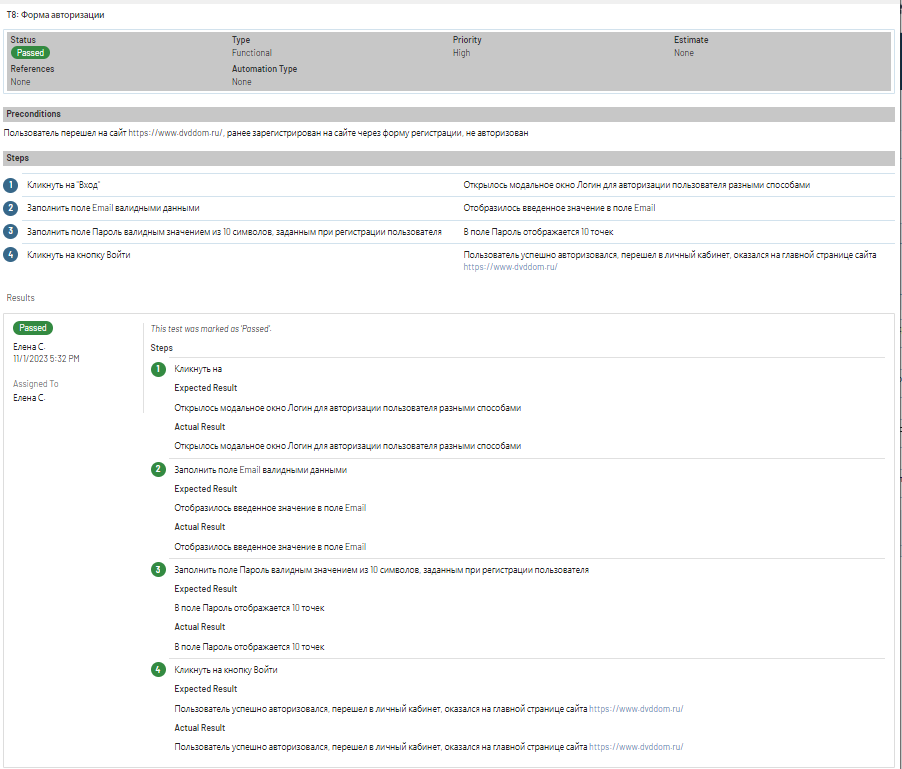 T8: Форма авторизации
Status Type Priority Estimate
Passed Functional High None
References Automation Type
None None
Preconditions
Пользователь перешел на сайт https://www.dvddom.ru/, ранее зарегистрирован на сайте через форму регистрации, не авторизован
Steps
1 Кликнуть на "Вход" Открылось модальное окно Логин для авторизации пользователя разными способами
2 Заполнить поле Email валидными данными Отобразилось введенное значение в поле Email
3 Заполнить поле Пароль валидным значением из 10 символов, заданным при регистрации пользователя В поле Пароль отображается 10 точек
4 Кликнуть на кнопку Войти Пользователь успешно авторизовался, перешел в личный кабинет, оказался на главной странице сайта
https://www.dvddom.ru/
Results
Passed
Елена С.
11/1/2023 5:32 PM
Assigned To
Елена С.
This test was marked as 'Passed'.
Steps
1 Кликнуть на
Expected Result
Открылось модальное окно Логин для авторизации пользователя разными способами
Actual Result
Открылось модальное окно Логин для авторизации пользователя разными способами
2 Заполнить поле Email валидными данными
Expected Result
Отобразилось введенное значение в поле Email
Actual Result
Отобразилось введенное значение в поле Email
3 Заполнить поле Пароль валидным значением из 10 символов, заданным при регистрации пользователя
Expected Result
В поле Пароль отображается 10 точек
Actual Result
В поле Пароль отображается 10 точек
4 Кликнуть на кнопку Войти
Expected Result
Пользователь успешно авторизовался, перешел в личный кабинет, оказался на главной странице сайта https://www.dvddom.ru/
Actual Result
Пользователь успешно авторизовался, перешел в личный кабинет, оказался на главной странице сайта https://www.dvddom.ru/